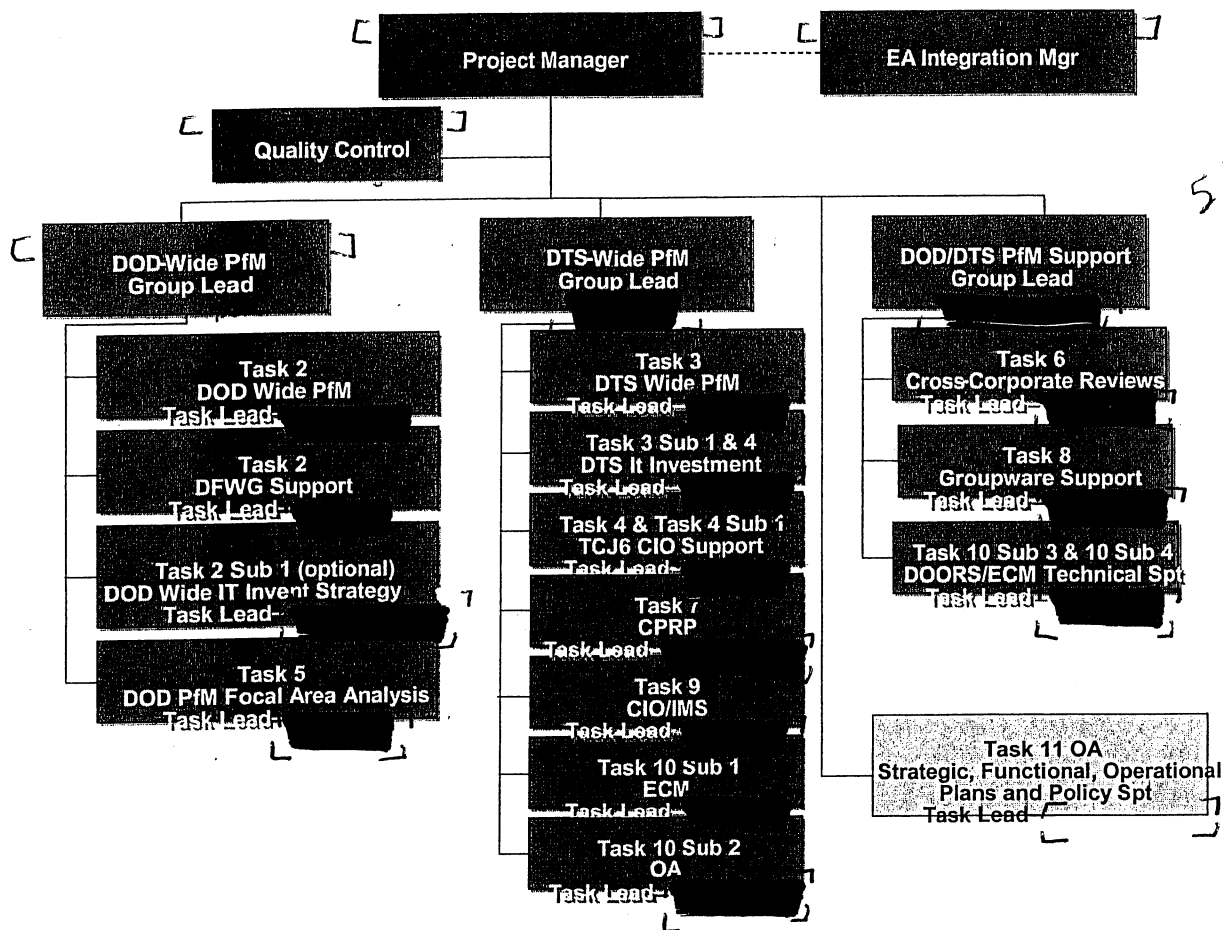 Project Manager
EA Integration Mgr
Quality Control
5
DOD-Wide PfM
Group Lead
Task 2
DOD Wide PfM
Task Lead-
Task 2
DFWG Support
Task Lead-
Task 2 Sub 1 (optional)
DOD Wide IT Invent Strategy
Task Lead-
Task 5
DOD PfM Focal Area Analysis
Task Lead-
DTS-Wide PfM
Group Lead
Task 3
DTS Wide PfM
Task Lead-
Task 3 Sub 1 & 4
DTS It Investment
Task Lead-
Task 4 & Task 4 Sub 1
TCJ6 CIO Support
Task Lead-
Task 7
CPRP
Task Lead-
Task 9
CIO/IMS
Task Lead-
Task 10 Sub 1
ECM
Task Lead-
Task 10 Sub 2
OA
Task Lead-
DOD/DTS PfM Support
Group Lead
Task 6
Cross-Corporate Reviews
Task Lead-
Task 8
Groupware Support
Task Lead-
Task 10 Sub 3 & 10 Sub 4
DOORS/ECM Technical Spt
Task Lead-
Task 11 OA
Strategic, Functional, Operational
Plans and Policy Spt
Task Lead -